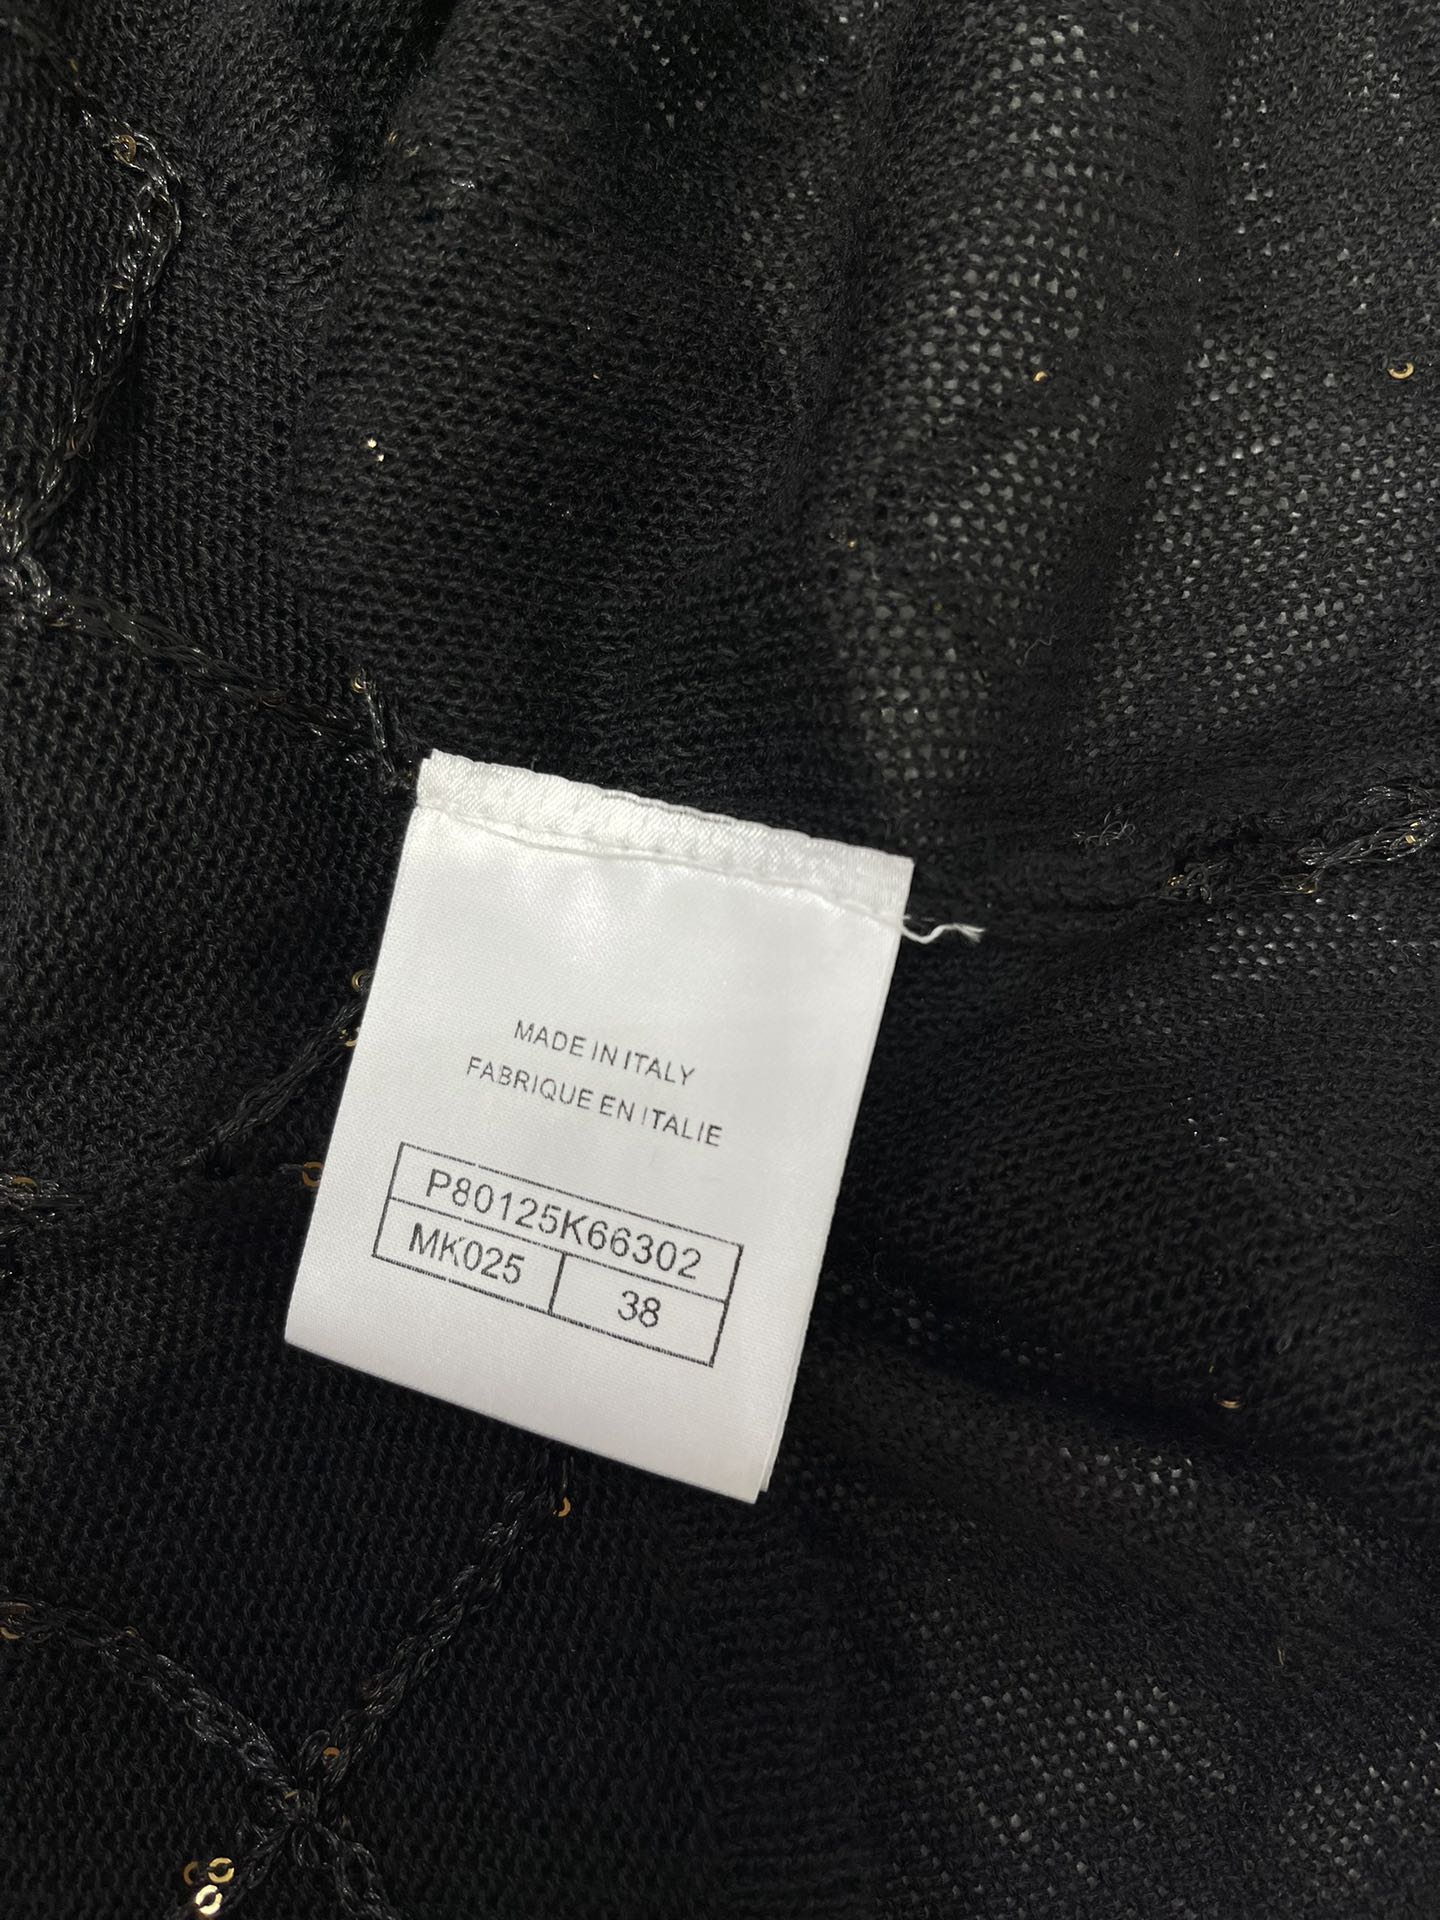 MADE IN ITALY
FABRIQUE EN ITALIE
P80125K66302
MK025 38